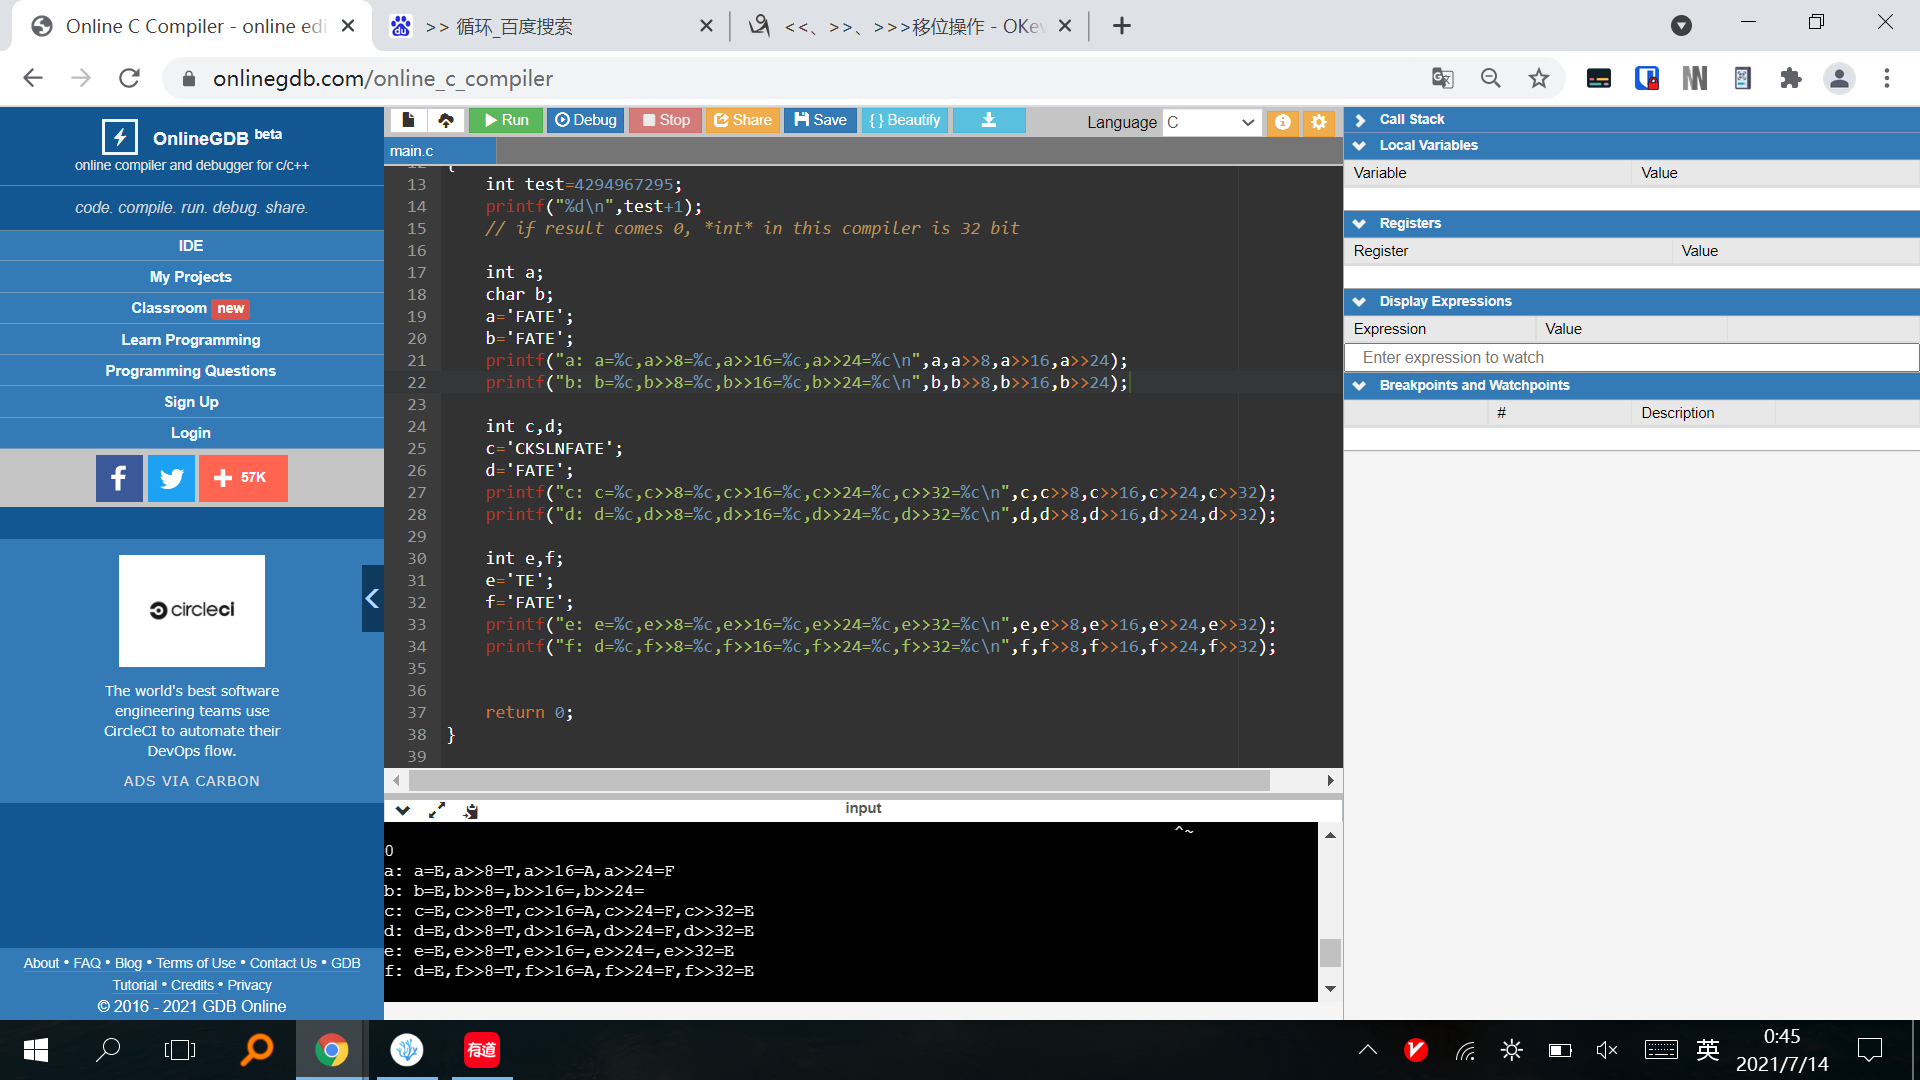 Online C Compiler - online edi
>> 循环_百度搜索
<<、>>、>>>移位操作 - OKev
onlinegdb.com/online_c_compiler
OnlineGDB beta
online compiler and debugger for c/c++
code. compile. run. debug. share.
IDE
My Projects
Classroom new
Learn Programming
Programming Questions
Sign Up
Login
57K
circleci
The world's best software
engineering teams use
CircleCI to automate their
DevOps flow.
ADS VIA CARBON
About • FAQ • Blog • Terms of Use • Contact Us • GDB
Tutorial • Credits • Privacy
© 2016 - 2021 GDB Online
Run Debug Stop Share Save { } Beautify Language C
main.c
12 {
13 int test=4294967295;
14 printf("%d\n",test+1);
15 // if result comes 0, *int* in this compiler is 32 bit
16
17 int a;
18 char b;
19 a='FATE';
20 b='FATE';
21 printf("a: a=%c,a>>8=%c,a>>16=%c,a>>24=%c\n",a,a>>8,a>>16,a>>24);
22 printf("b: b=%c,b>>8=%c,b>>16=%c,b>>24=%c\n",b,b>>8,b>>16,b>>24);
23
24 int c,d;
25 c='CKSLNFATE';
26 d='FATE';
27 printf("c: c=%c,c>>8=%c,c>>16=%c,c>>24=%c,c>>32=%c\n",c,c>>8,c>>16,c>>24,c>>32);
28 printf("d: d=%c,d>>8=%c,d>>16=%c,d>>24=%c,d>>32=%c\n",d,d>>8,d>>16,d>>24,d>>32);
29
30 int e,f;
31 e='TE';
32 f='FATE';
33 printf("e: e=%c,e>>8=%c,e>>16=%c,e>>24=%c,e>>32=%c\n",e,e>>8,e>>16,e>>24,e>>32);
34 printf("f: d=%c,f>>8=%c,f>>16=%c,f>>24=%c,f>>32=%c\n",f,f>>8,f>>16,f>>24,f>>32);
35
36
37 return 0;
38 }
39
input
^~
0
a: a=E,a>>8=T,a>>16=A,a>>24=F
b: b=E,b>>8=,b>>16=,b>>24=
c: c=E,c>>8=T,c>>16=A,c>>24=F,c>>32=E
d: d=E,d>>8=T,d>>16=A,d>>24=F,d>>32=E
e: e=E,e>>8=T,e>>16=,e>>24=,e>>32=E
f: d=E,f>>8=T,f>>16=A,f>>24=F,f>>32=E
Call Stack
Local Variables
Variable Value
Registers
Register Value
Display Expressions
Expression Value
Enter expression to watch
Breakpoints and Watchpoints
# Description
有道
英
0:45
2021/7/14